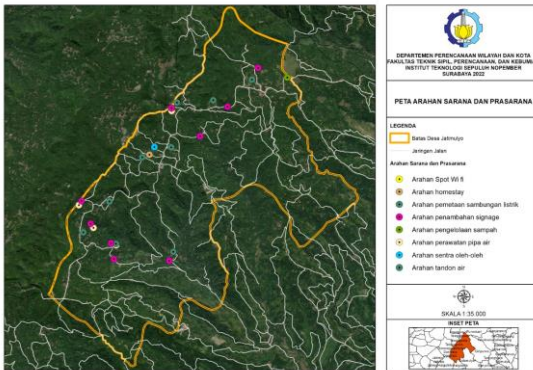 DEPARTEMEN PERENCANAAN WILAYAH DAN KOTA
FAKULTAS TEKNIK SIPIL, PERENCANAAN, DAN KEBUMI
INSTITUT TEKNOLOGI SEPULUH NOPEMBER
SURABAYA 2022
PETA ARAHAN SARANA DAN PRASARANA
LEGENDA
Batas Desa Jatimulyo
Jaringan Jalan
Arahan Sarana dan Prasarana
Arahan Spot Wi fi
Arahan homestay
Arahan pemetaan sambungan listrik
Arahan penambahan signage
Arahan pengelolaan sampah
Arahan perawatan pipa air
Arahan sentra oleh-oleh
Arahan tandon air
SKALA 1:35.000
INSET PETA